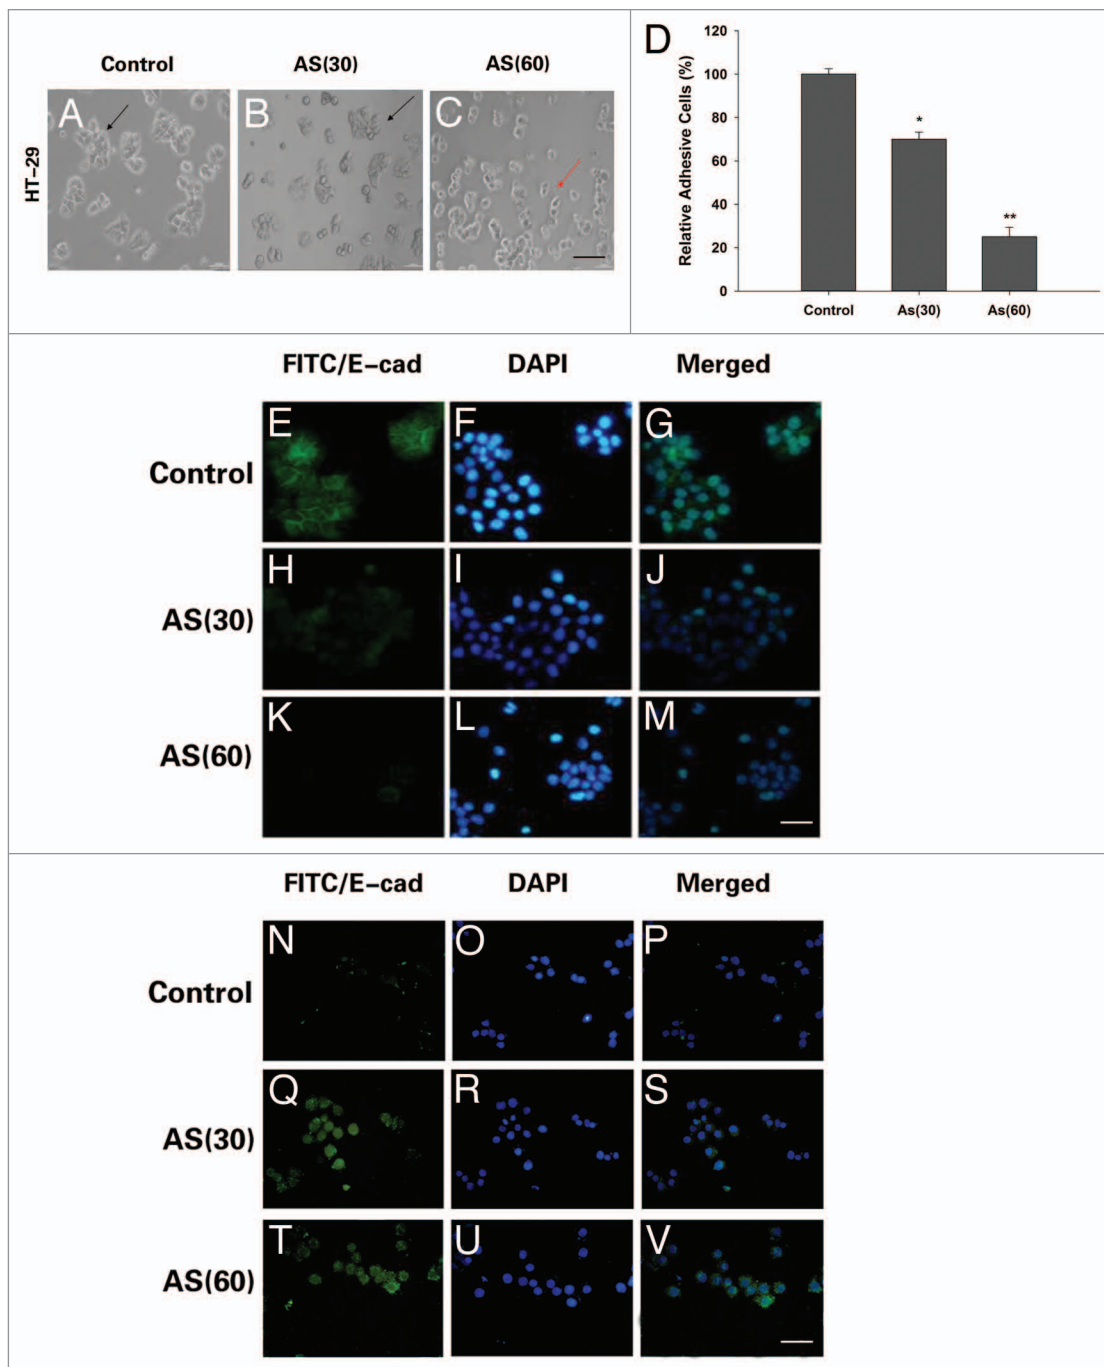 Control AS(30) AS(60)
HT-29
A B C
D
Relative Adhesive Cells (%)
120
100
80
60
40
20
0
*
**
Control As(30) As(60)
FITC/E-cad DAPI Merged
Control
E F G
AS(30)
H I J
AS(60)
K L M
FITC/E-cad DAPI Merged
Control
N O P
AS(30)
Q R S
AS(60)
T U V